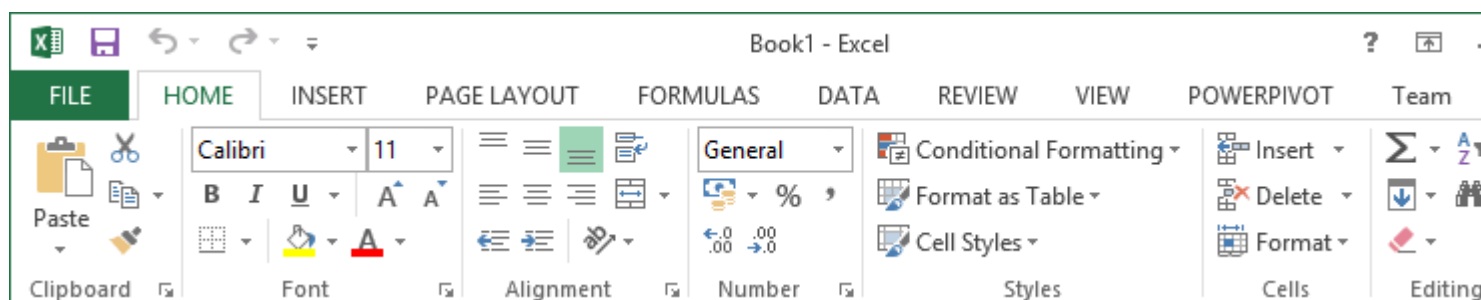 Book1 - Excel ?
FILE HOME INSERT PAGE LAYOUT FORMULAS DATA REVIEW VIEW POWERPIVOT Team
Calibri 11 General Conditional Formatting Insert Σ A Z
Paste B I U A A % , Format as Table Delete
A ←.0 .00 .00 →.0 Cell Styles Format
Clipboard Font Alignment Number Styles Cells Editing